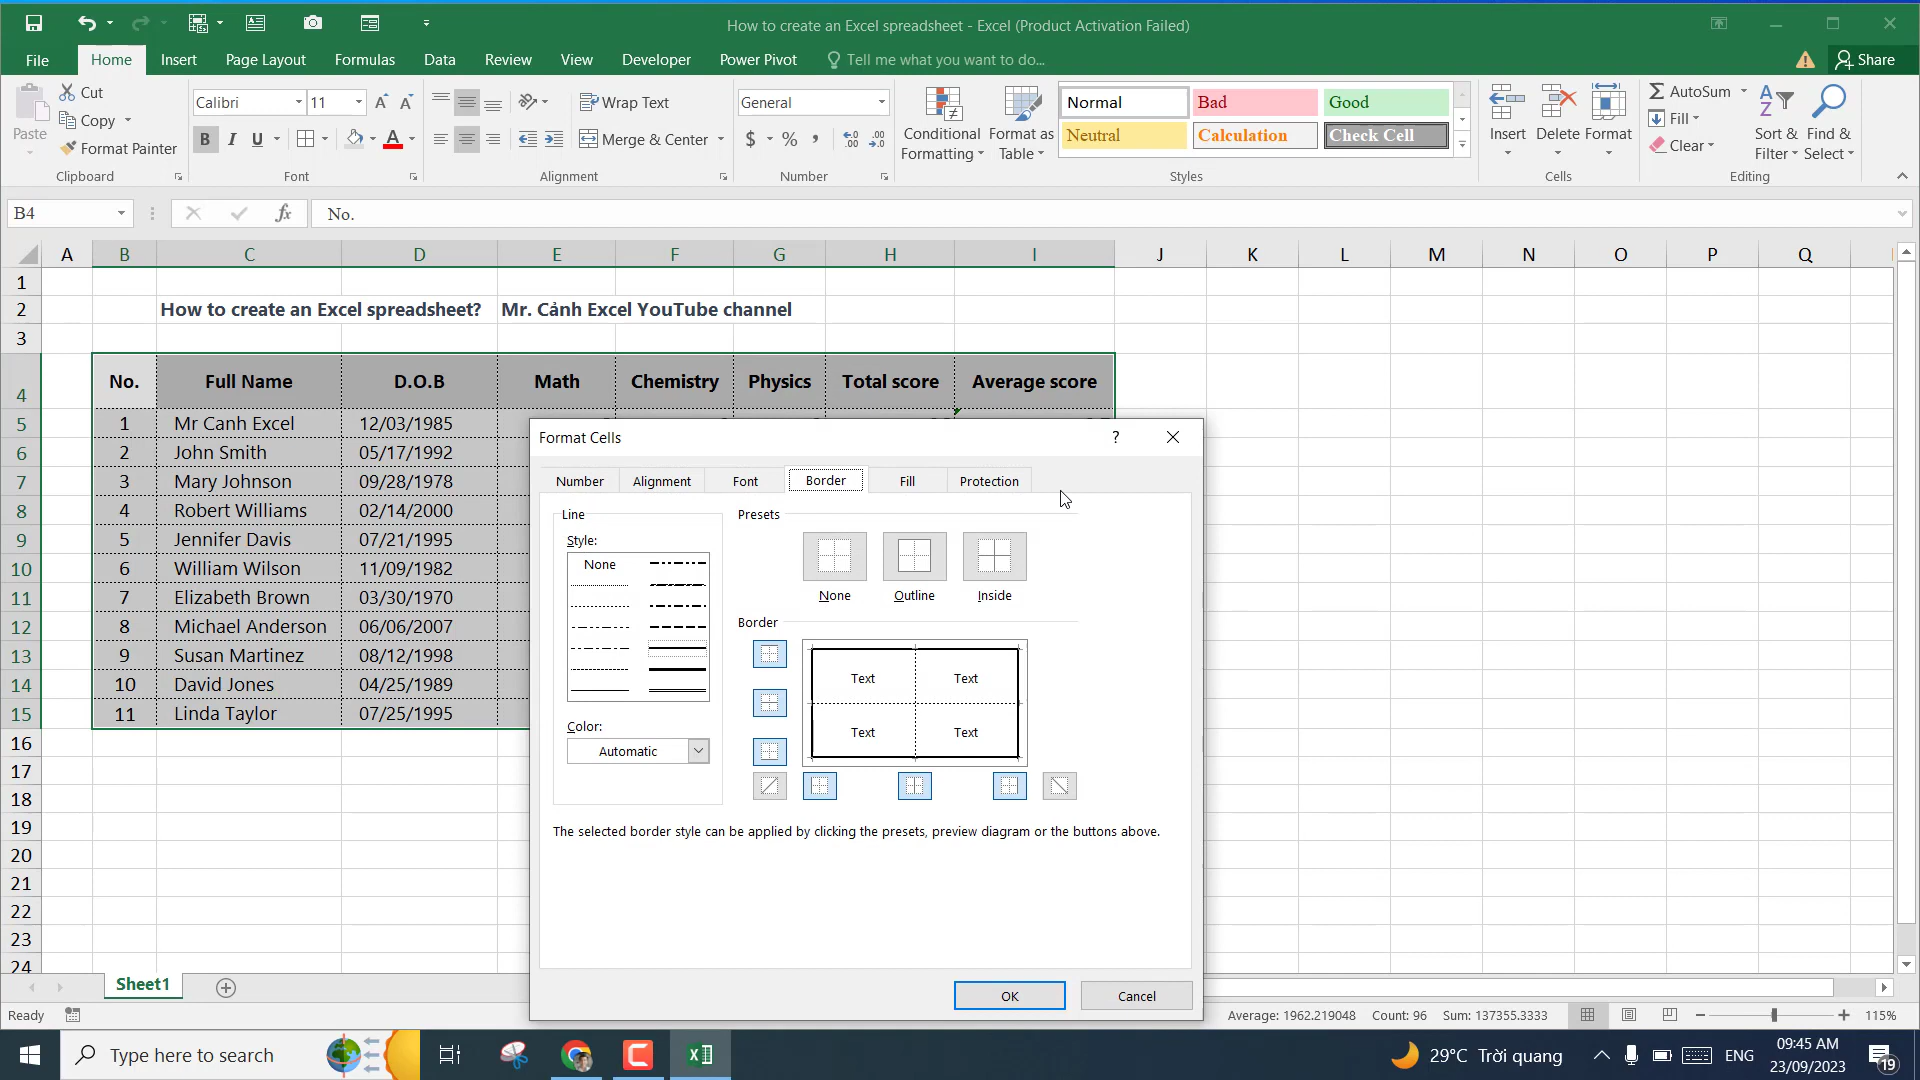 How to create an Excel spreadsheet - Excel (Product Activation Failed)
File Home Insert Page Layout Formulas Data Review View Developer Power Pivot Tell me what you want to do... Share
Paste Cut Copy Format Painter Clipboard
Calibri 11 B I U A Font
Wrap Text Merge & Center Alignment
General $ % , Number
Conditional Formatting Format as Table
Normal Bad Good
Neutral Calculation Check Cell
Styles
Insert Delete Format Cells
AutoSum Fill Clear Sort & Filter Find & Select Editing
B4 fx No.
A B C D E F G H I J K L M N O P Q
1
2 How to create an Excel spreadsheet? Mr. Cảnh Excel YouTube channel
3
4 No. Full Name D.O.B Math Chemistry Physics Total score Average score
5 1 Mr Canh Excel 12/03/1985
6 2 John Smith 05/17/1992
7 3 Mary Johnson 09/28/1978
8 4 Robert Williams 02/14/2000
9 5 Jennifer Davis 07/21/1995
10 6 William Wilson 11/09/1982
11 7 Elizabeth Brown 03/30/1970
12 8 Michael Anderson 06/06/2007
13 9 Susan Martinez 08/12/1998
14 10 David Jones 04/25/1989
15 11 Linda Taylor 07/25/1995
16
17
18
19
20
21
22
23
24
Format Cells ?
Number Alignment Font Border Fill Protection
Line
Style:
None
Color:
Automatic
Presets
None Outline Inside
Border
Text Text
Text Text
The selected border style can be applied by clicking the presets, preview diagram or the buttons above.
OK Cancel
Sheet1
Ready Average: 1962.219048 Count: 96 Sum: 137355.3333 115%
Type here to search 29°C Trời quang ENG 09:45 AM
23/09/2023 19